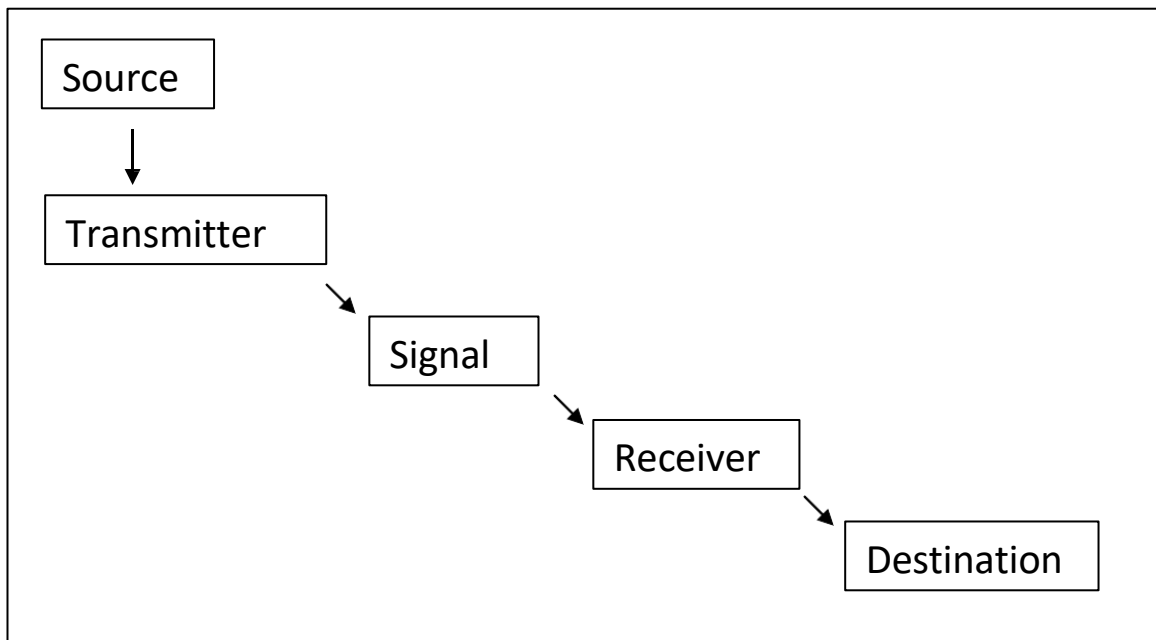 Source
Transmitter
Signal
Receiver
Destination